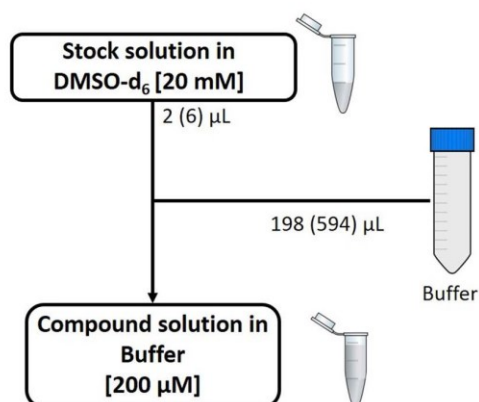 Stock solution in
DMSO-d₆ [20 mM]
2 (6) µL
198 (594) µL
Buffer
Compound solution in
Buffer
[200 µM]